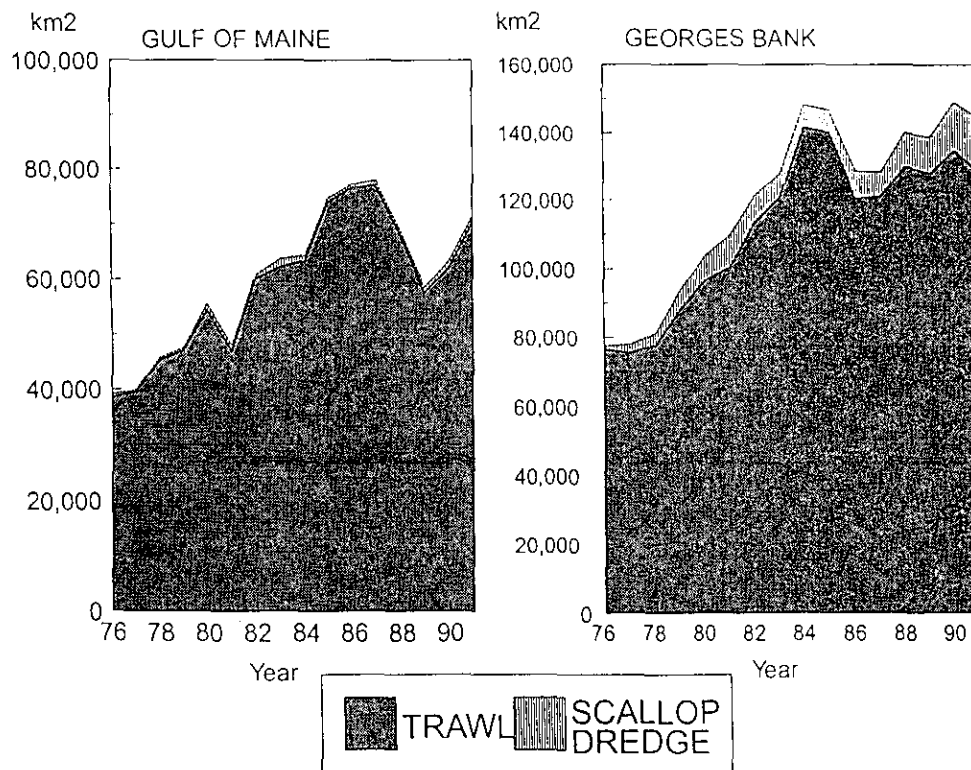 km2
GULF OF MAINE
100,000
80,000
60,000
40,000
20,000
0
76 78 80 82 84 86 88 90
Year
km2
GEORGES BANK
160,000
140,000
120,000
100,000
80,000
60,000
40,000
20,000
0
76 78 80 82 84 86 88 90
Year
TRAWL
SCALLOP
DREDGE